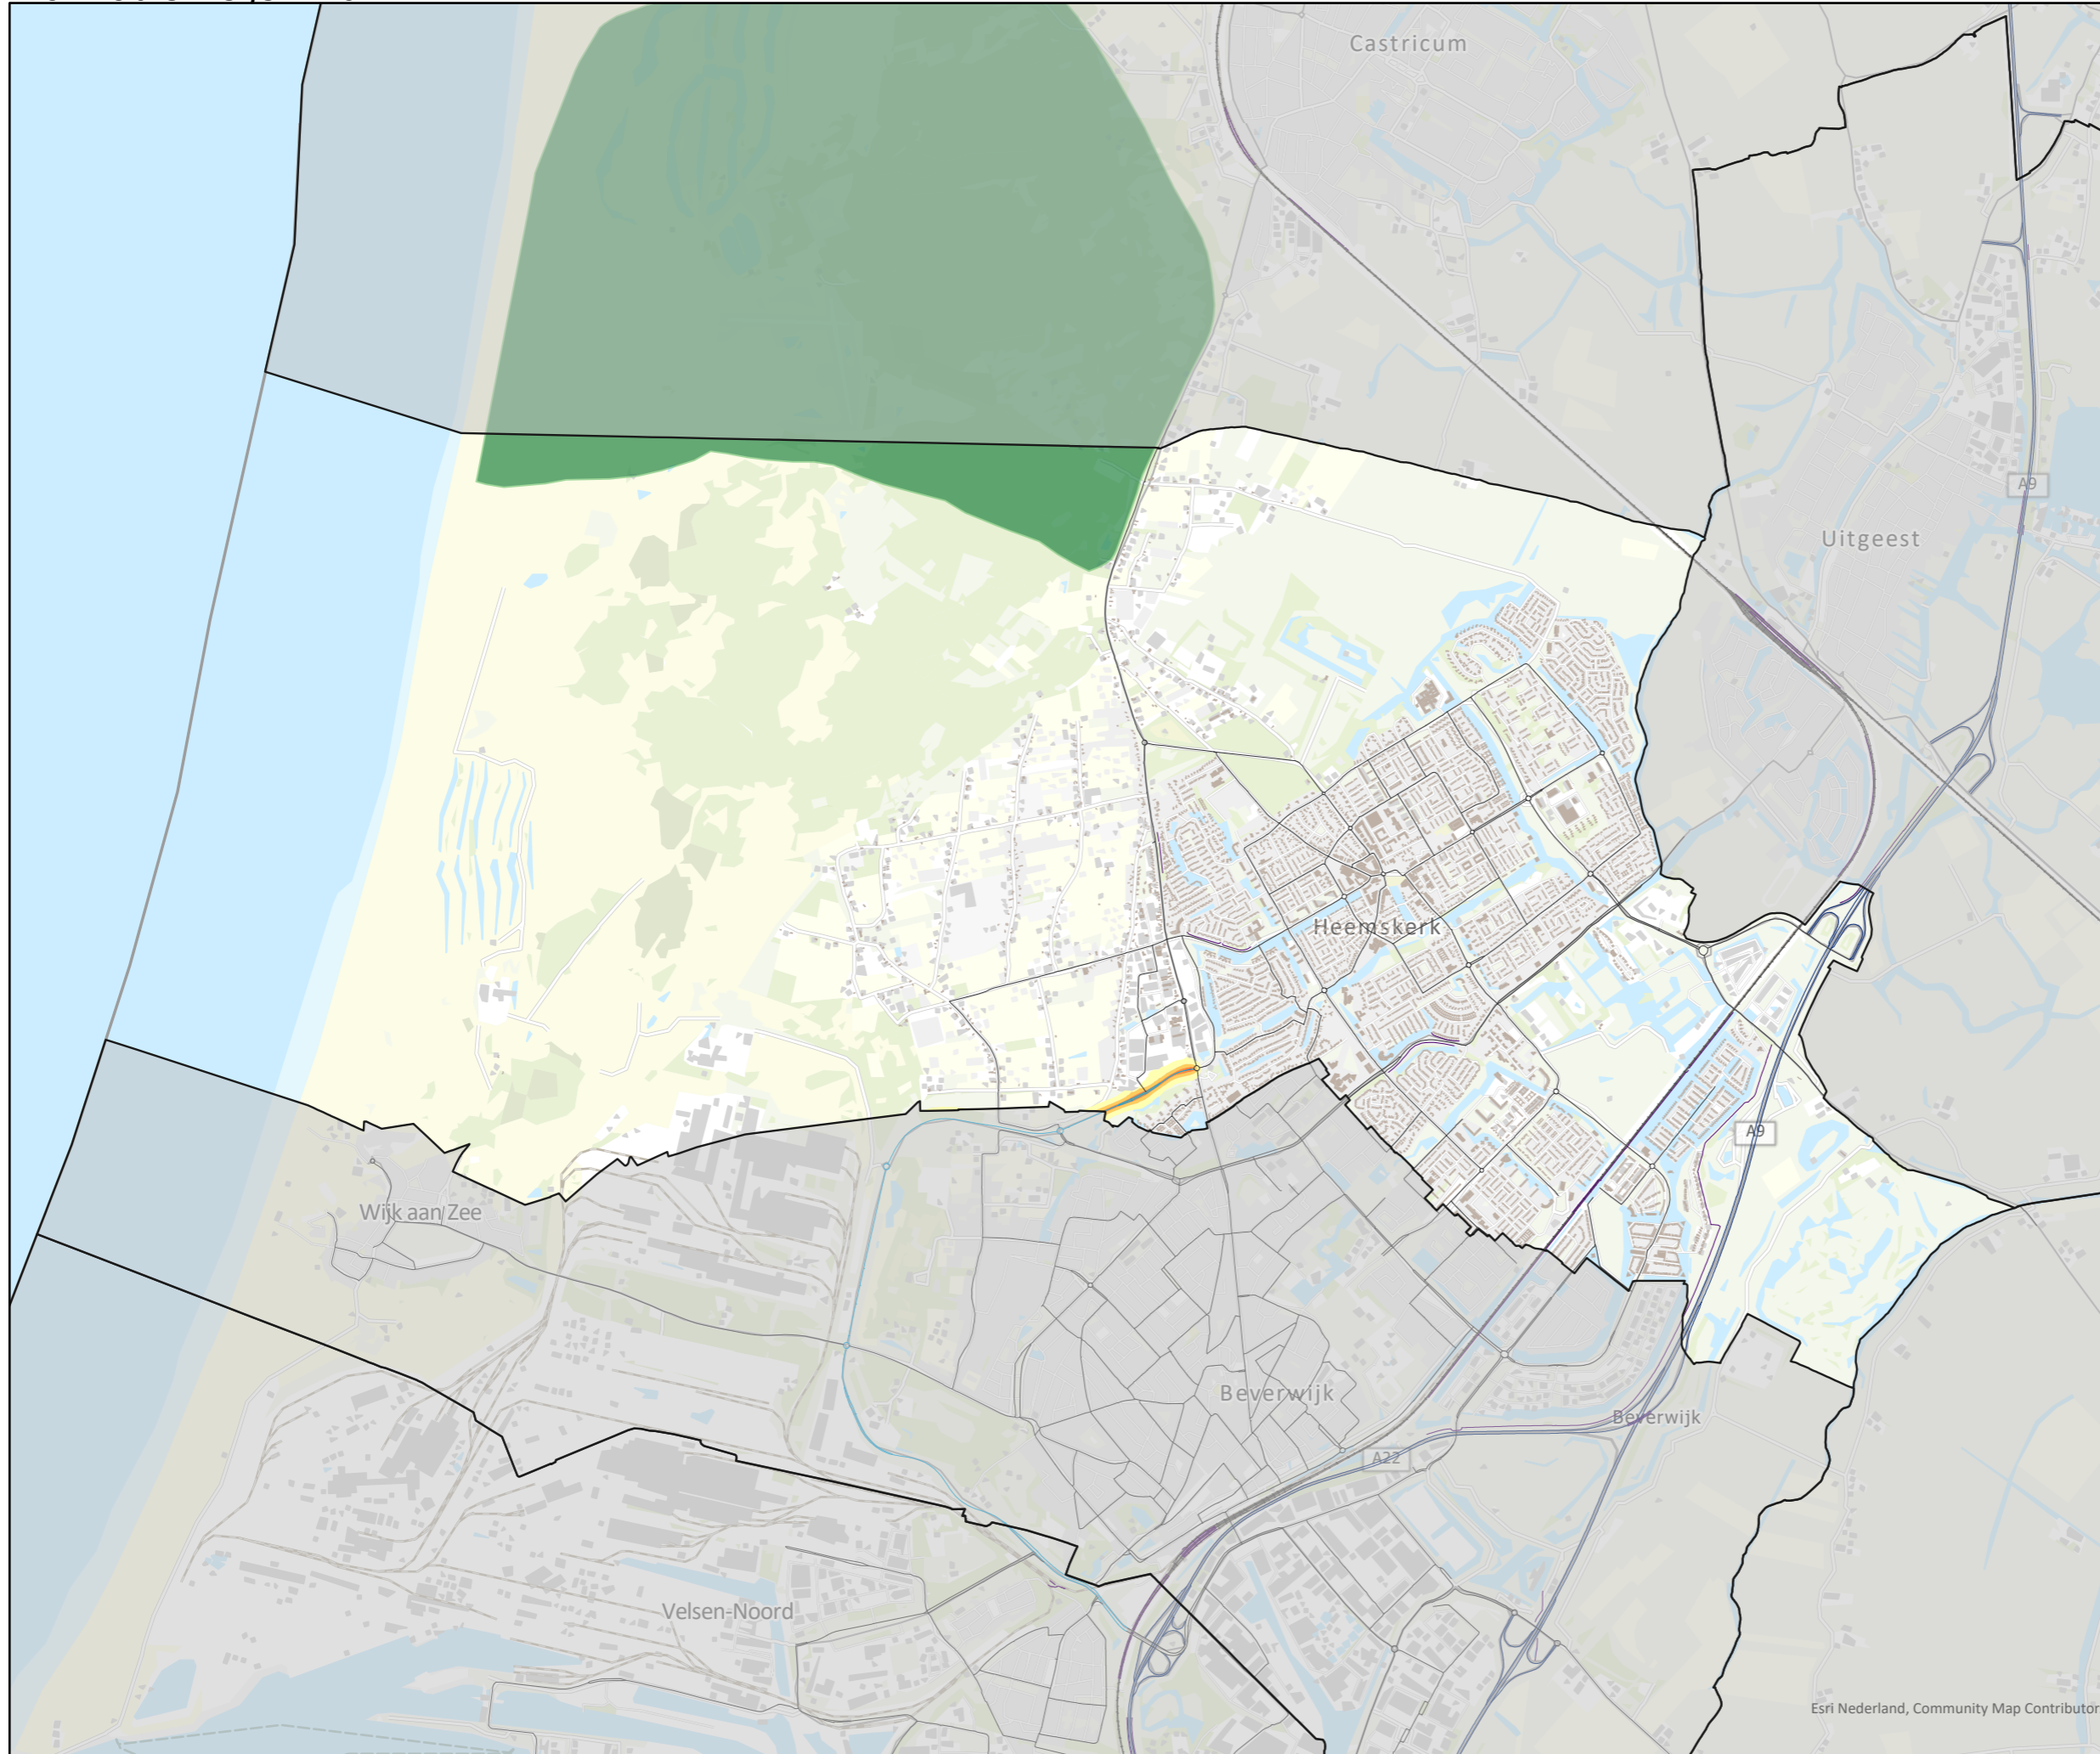 Castricum
A9
Uitgeest
Heemskerk
A9
Wijk aan Zee
Beverwijk
Beverwijk
A22
Velsen-Noord
Esri Nederland, Community Map Contributor